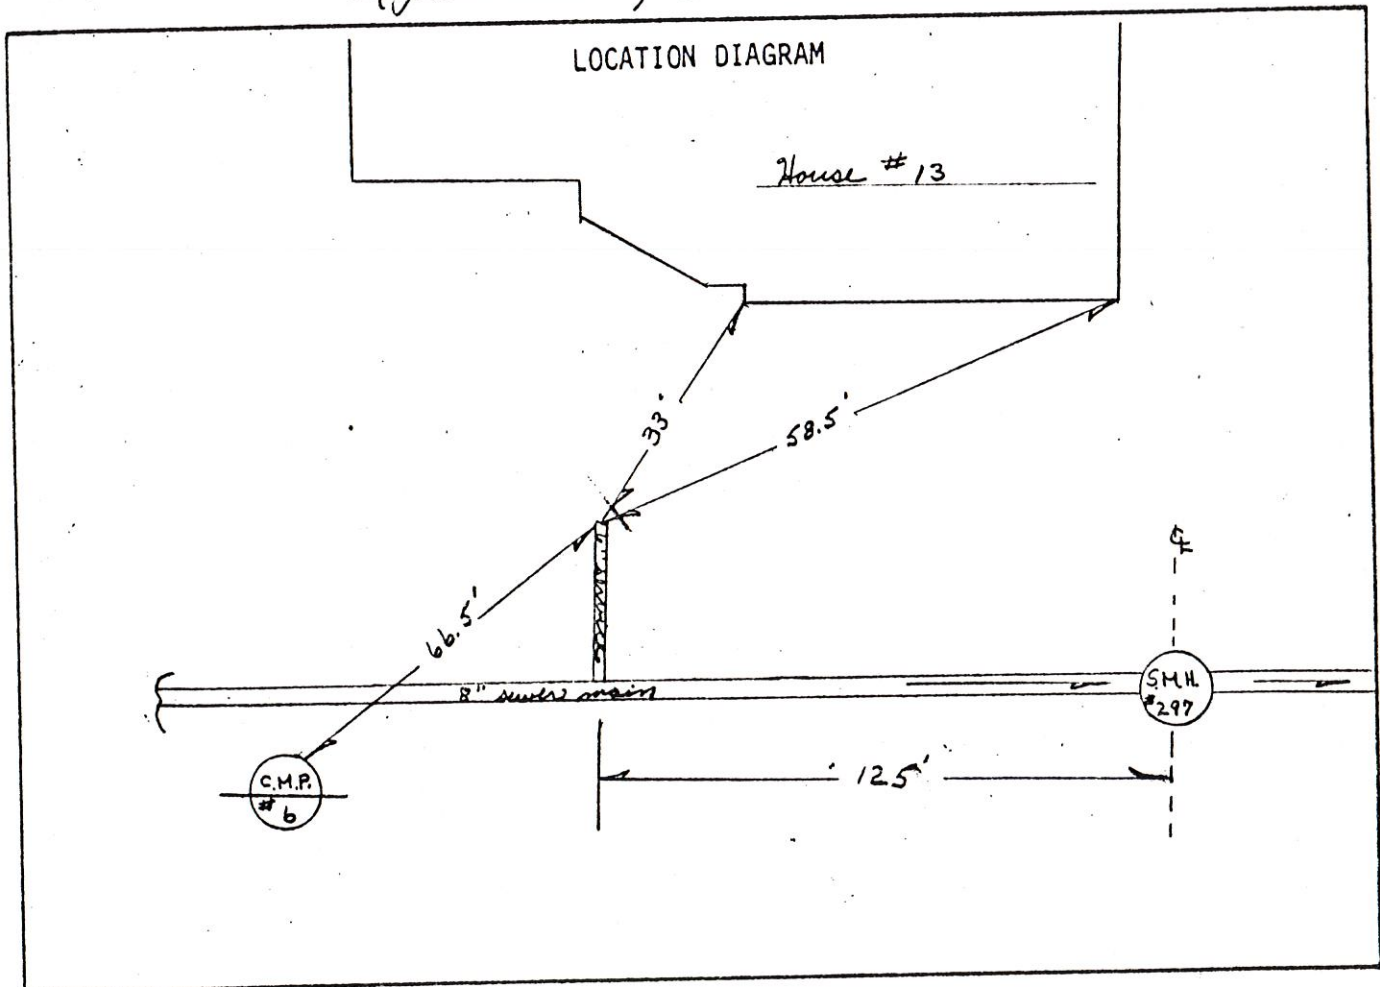 LOCATION DIAGRAM
House # 13
33'
58.5'
66.5'
8" sewer main
℄
S.M.H.
#297
C.M.P.
# 6
125'